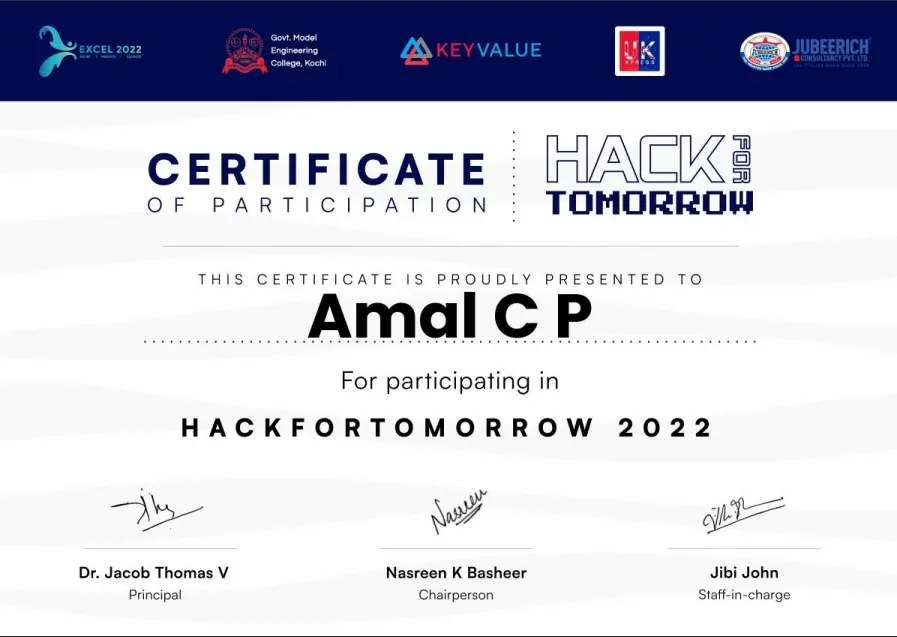 EXCEL 2022
Govt. Model
Engineering
College, Kochi
KEYVALUE
UK
XPRESS
JUBEERICH
CONSULTANCY PVT. LTD.
CERTIFICATE
OF PARTICIPATION
HACK FOR
TOMORROW
THIS CERTIFICATE IS PROUDLY PRESENTED TO
Amal C P
For participating in
HACKFORTOMORROW 2022
Nasreen
Dr. Jacob Thomas V
Principal
Nasreen K Basheer
Chairperson
Jibi John
Staff-in-charge